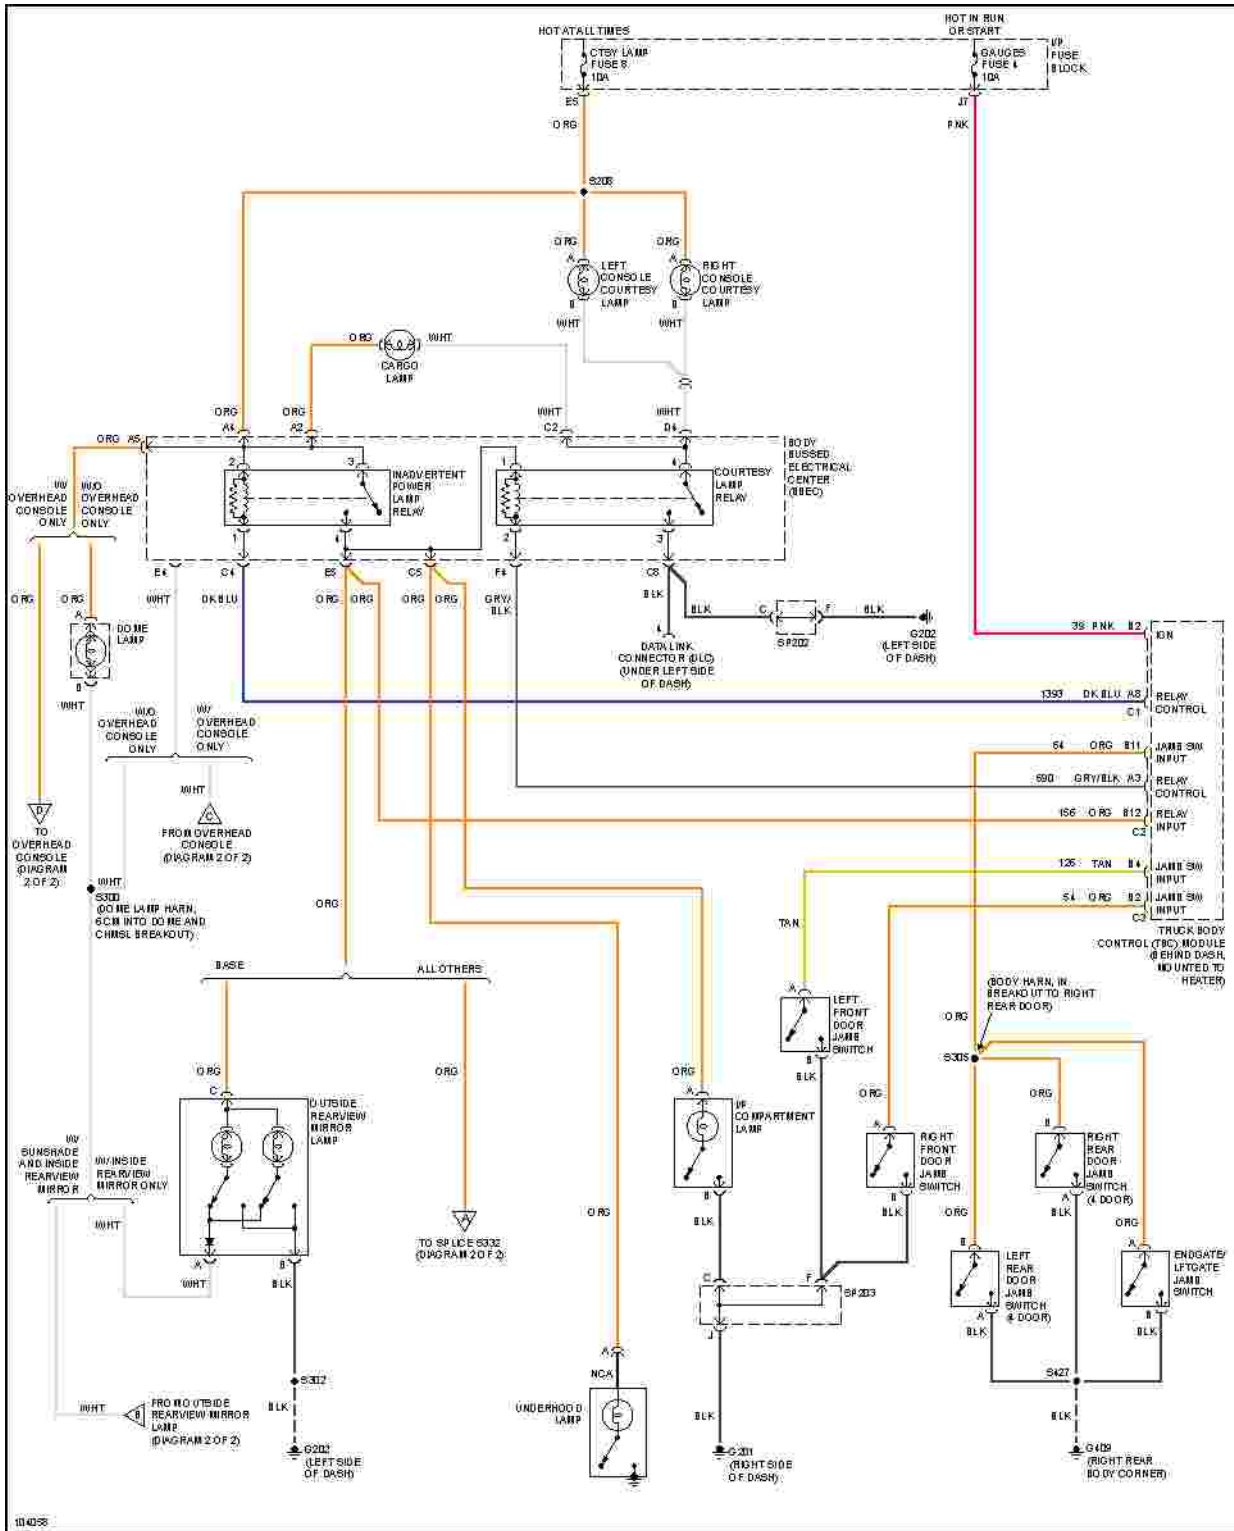 HOT AT ALL TIMES
HOT IN RUN
OR START
CTSY LAMP
FUSE 8
10A
GAUGES
FUSE 4
10A
I/P
FUSE
BLOCK
J7
ORG
PNK
S208
ORG
ORG
A
A
LEFT
CONSOLE
COURTESY
LAMP
RIGHT
CONSOLE
COURTESY
LAMP
B
B
WHT
WHT
ORG
WHT
CARGO
LAMP
ORG
ORG
WHT
WHT
A4
A2
C2
D4
ORG A5
BODY
BUSSED
ELECTRICAL
CENTER
(BBEC)
2
3
1
4
INADVERTENT
POWER
LAMP
RELAY
COURTESY
LAMP
RELAY
1
4
2
3
W/
OVERHEAD
CONSOLE
ONLY
W/O
OVERHEAD
CONSOLE
ONLY
E4
C4
C5
F4
C8
ORG
ORG
WHT
DK BLU
ORG
ORG
ORG
ORG
GRY/
BLK
BLK
BLK
C
F
BLK
SP202
G202
(LEFT SIDE
OF DASH)
DATA LINK
CONNECTOR (DLC)
(UNDER LEFT SIDE
OF DASH)
A
DOME
LAMP
B
WHT
39 PNK B2
IGN
1393 DK BLU A8
RELAY
CONTROL
C1
ORG B11
JAMB SW
INPUT
690 GRY/BLK A3
RELAY
CONTROL
156 ORG B12
RELAY
INPUT
126 TAN B4
JAMB SW
INPUT
ORG B2
JAMB SW
INPUT
TRUCK BODY
CONTROL (TBC) MODULE
(BEHIND DASH,
MOUNTED TO
HEATER)
W/O
OVERHEAD
CONSOLE
ONLY
W/
OVERHEAD
CONSOLE
ONLY
WHT
D
TO
OVERHEAD
CONSOLE
(DIAGRAM
2 OF 2)
C
FROM OVERHEAD
CONSOLE
(DIAGRAM 2 OF 2)
WHT
S300
(DOME LAMP HARN,
6CM INTO DOME AND
CHMSL BREAKOUT)
ORG
TAN
BASE
ALL OTHERS
A
LEFT
FRONT
DOOR
JAMB
SWITCH
B
BLK
(BODY HARN, IN
BREAKOUT TO RIGHT
REAR DOOR)
ORG
S305
ORG
ORG
ORG
ORG
ORG
C
OUTSIDE
REARVIEW
MIRROR
LAMP
A
I/P
COMPARTMENT
LAMP
B
BLK
A
RIGHT
FRONT
DOOR
JAMB
SWITCH
B
BLK
B
RIGHT
REAR
DOOR
JAMB
SWITCH
(4 DOOR)
A
BLK
W/
SUNSHADE
AND INSIDE
REARVIEW
MIRROR
W/ INSIDE
REARVIEW
MIRROR ONLY
WHT
A
B
WHT
BLK
A
TO SPLICE S332
(DIAGRAM 2 OF 2)
ORG
ORG
ORG
B
LEFT
REAR
DOOR
JAMB
SWITCH
(4 DOOR)
A
BLK
A
ENDGATE/
LFTGATE
JAMB
SWITCH
B
BLK
C
F
SP203
J
S302
BLK
A
NCA
UNDERHOOD
LAMP
BLK
S427
BLK
WHT
B
FROM OUTSIDE
REARVIEW MIRROR
LAMP
(DIAGRAM 2 OF 2)
G202
(LEFT SIDE
OF DASH)
G201
(RIGHT SIDE
OF DASH)
G409
(RIGHT REAR
BODY CORNER)